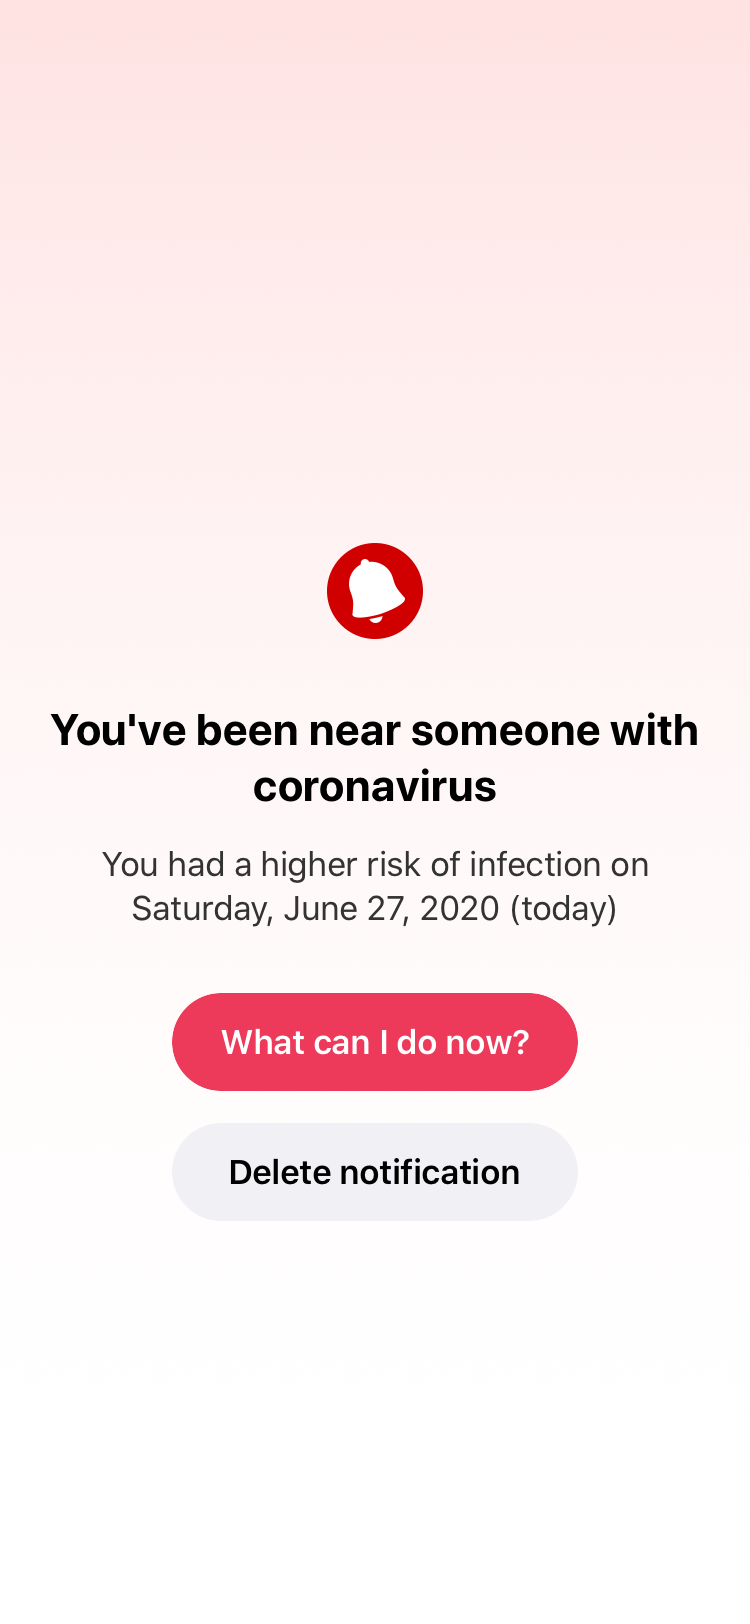 You've been near someone with
coronavirus
You had a higher risk of infection on
Saturday, June 27, 2020 (today)
What can I do now?
Delete notification